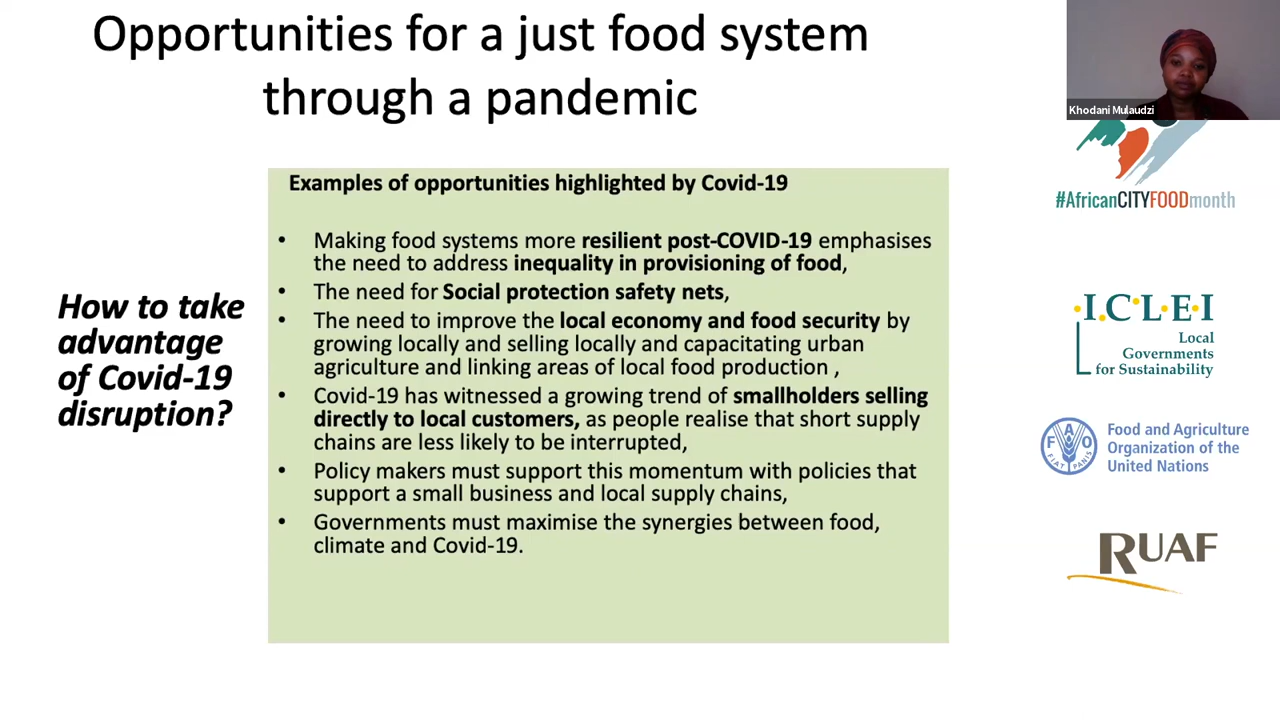 Opportunities for a just food system
through a pandemic
Khodani Mulaudzi
#AfricanCITYFOODmonth
Examples of opportunities highlighted by Covid-19
• Making food systems more resilient post-COVID-19 emphasises
the need to address inequality in provisioning of food,
• The need for Social protection safety nets,
• The need to improve the local economy and food security by
growing locally and selling locally and capacitating urban
agriculture and linking areas of local food production ,
• Covid-19 has witnessed a growing trend of smallholders selling
directly to local customers, as people realise that short supply
chains are less likely to be interrupted,
• Policy makers must support this momentum with policies that
support a small business and local supply chains,
• Governments must maximise the synergies between food,
climate and Covid-19.
How to take
advantage
of Covid-19
disruption?
I.C.L.E.I
Local
Governments
for Sustainability
F A O
FIAT PANIS
Food and Agriculture
Organization of the
United Nations
RUAF